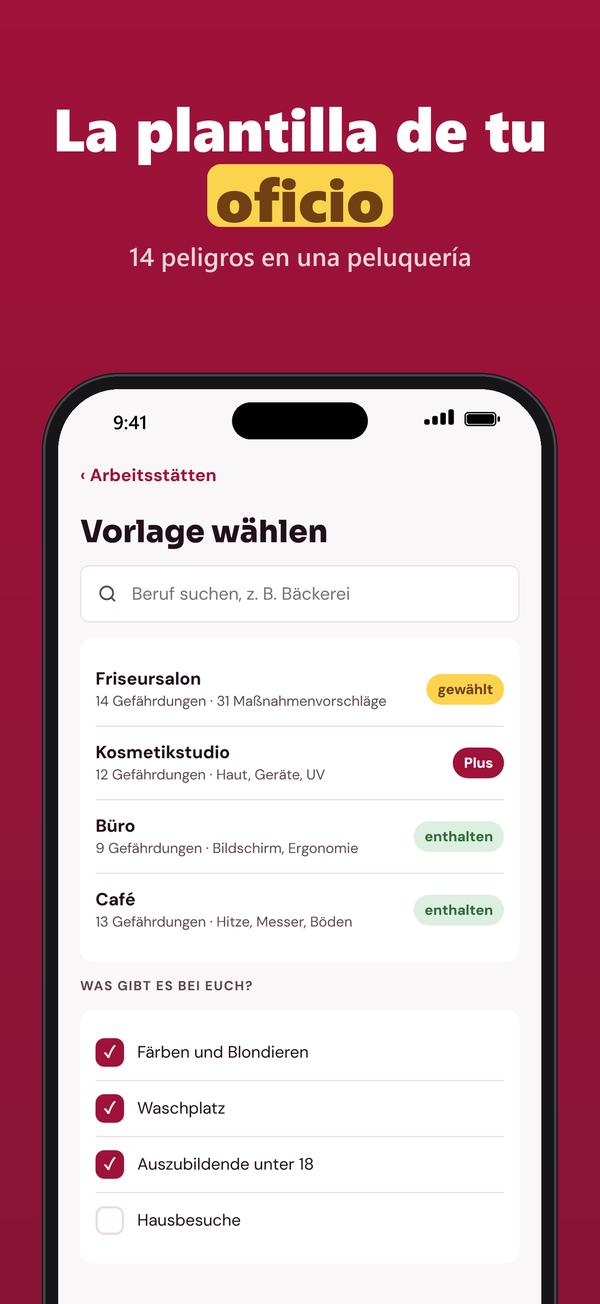 La plantilla de tu
oficio
14 peligros en una peluquería
9:41
‹ Arbeitsstätten
Vorlage wählen
Beruf suchen, z. B. Bäckerei
Friseursalon
14 Gefährdungen · 31 Maßnahmenvorschläge
gewählt
Kosmetikstudio
12 Gefährdungen · Haut, Geräte, UV
Plus
Büro
9 Gefährdungen · Bildschirm, Ergonomie
enthalten
Café
13 Gefährdungen · Hitze, Messer, Böden
enthalten
WAS GIBT ES BEI EUCH?
Färben und Blondieren
Waschplatz
Auszubildende unter 18
Hausbesuche